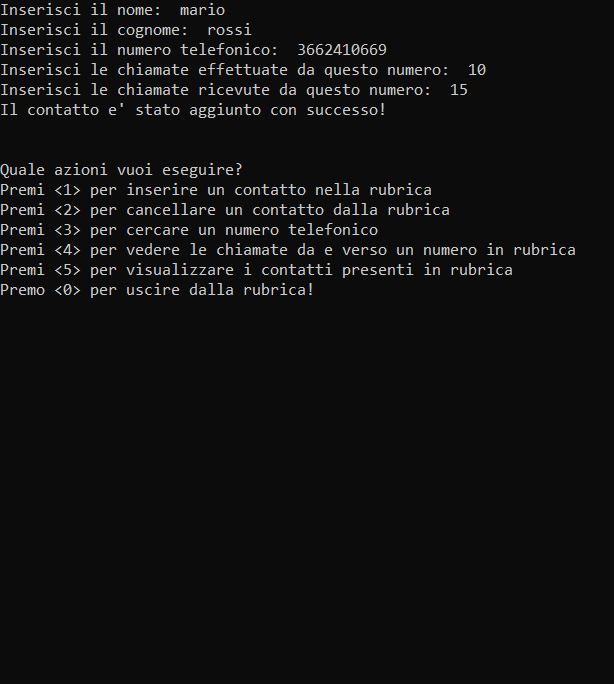 Inserisci il nome:  mario
Inserisci il cognome:  rossi
Inserisci il numero telefonico:  3662410669
Inserisci le chiamate effettuate da questo numero:  10
Inserisci le chiamate ricevute da questo numero:  15
Il contatto e' stato aggiunto con successo!
Quale azioni vuoi eseguire?
Premi <1> per inserire un contatto nella rubrica
Premi <2> per cancellare un contatto dalla rubrica
Premi <3> per cercare un numero telefonico
Premi <4> per vedere le chiamate da e verso un numero in rubrica
Premi <5> per visualizzare i contatti presenti in rubrica
Premo <0> per uscire dalla rubrica!